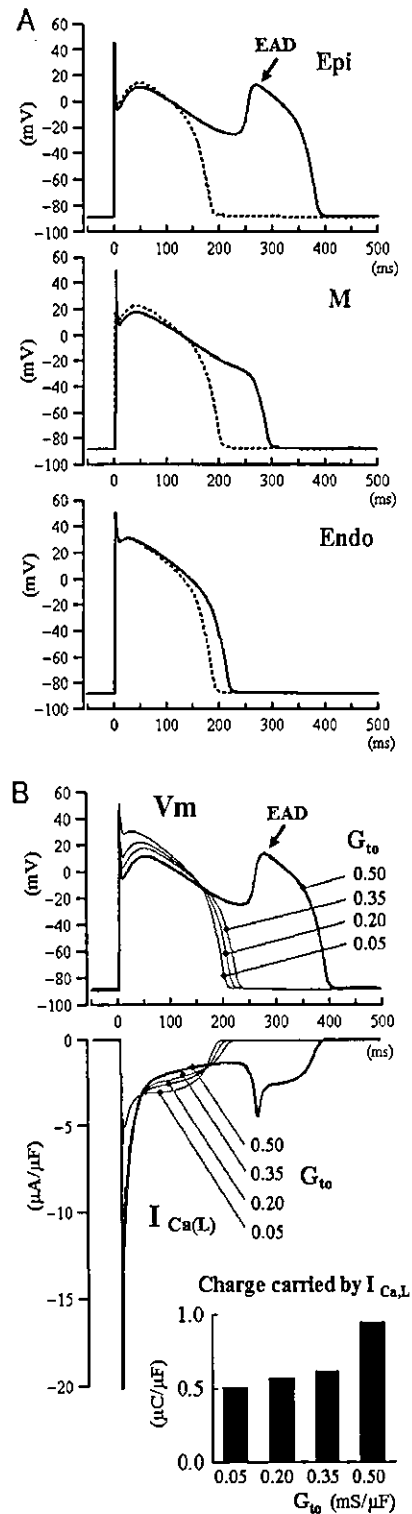 A
60
40
20
0
−20
−40
−60
−80
−100
(mV)
EAD
Epi
0 100 200 300 400 500
(ms)
60
40
20
0
−20
−40
−60
−80
−100
(mV)
M
0 100 200 300 400 500
(ms)
60
40
20
0
−20
−40
−60
−80
−100
(mV)
Endo
0 100 200 300 400 500
(ms)
B
60
40
20
0
−20
−40
−60
−80
−100
(mV)
Vm
EAD
Gto
0.50
0.35
0.20
0.05
0 100 200 300 400 500
(ms)
0
−5
−10
−15
−20
(μA/μF)
0.50
0.35
0.20
0.05
Gto
I Ca(L)
Charge carried by I Ca,L
1.0
0.5
0.0
(μC/μF)
0.05 0.20 0.35 0.50
Gto (mS/μF)